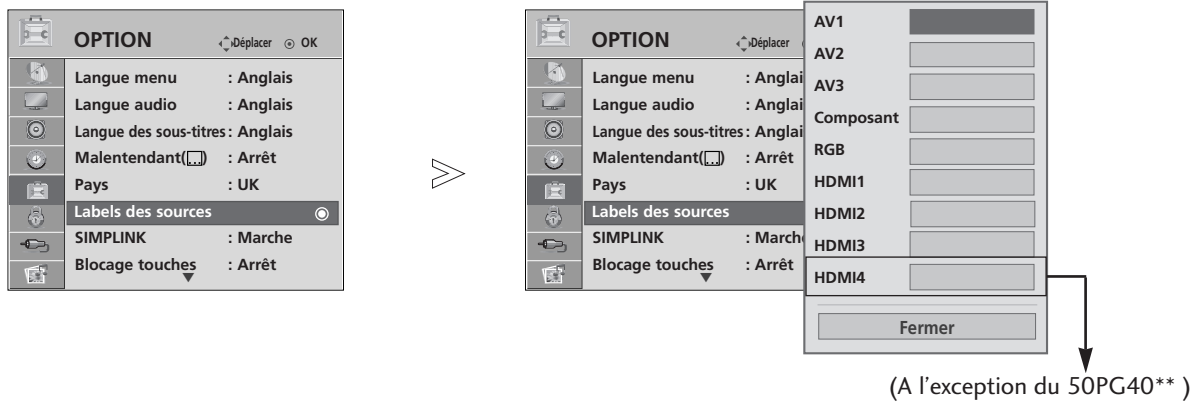 OPTION Déplacer OK
Langue menu : Anglais
Langue audio : Anglais
Langue des sous-titres : Anglais
Malentendant(...) : Arrêt
Pays : UK
Labels des sources
SIMPLINK : Marche
Blocage touches : Arrêt
OPTION Déplacer
Langue menu : Anglai
Langue audio : Anglai
Langue des sous-titres : Anglai
Malentendant(...) : Arrêt
Pays : UK
Labels des sources
SIMPLINK : March
Blocage touches : Arrêt
AV1
AV2
AV3
Composant
RGB
HDMI1
HDMI2
HDMI3
HDMI4
Fermer
(A l'exception du 50PG40** )